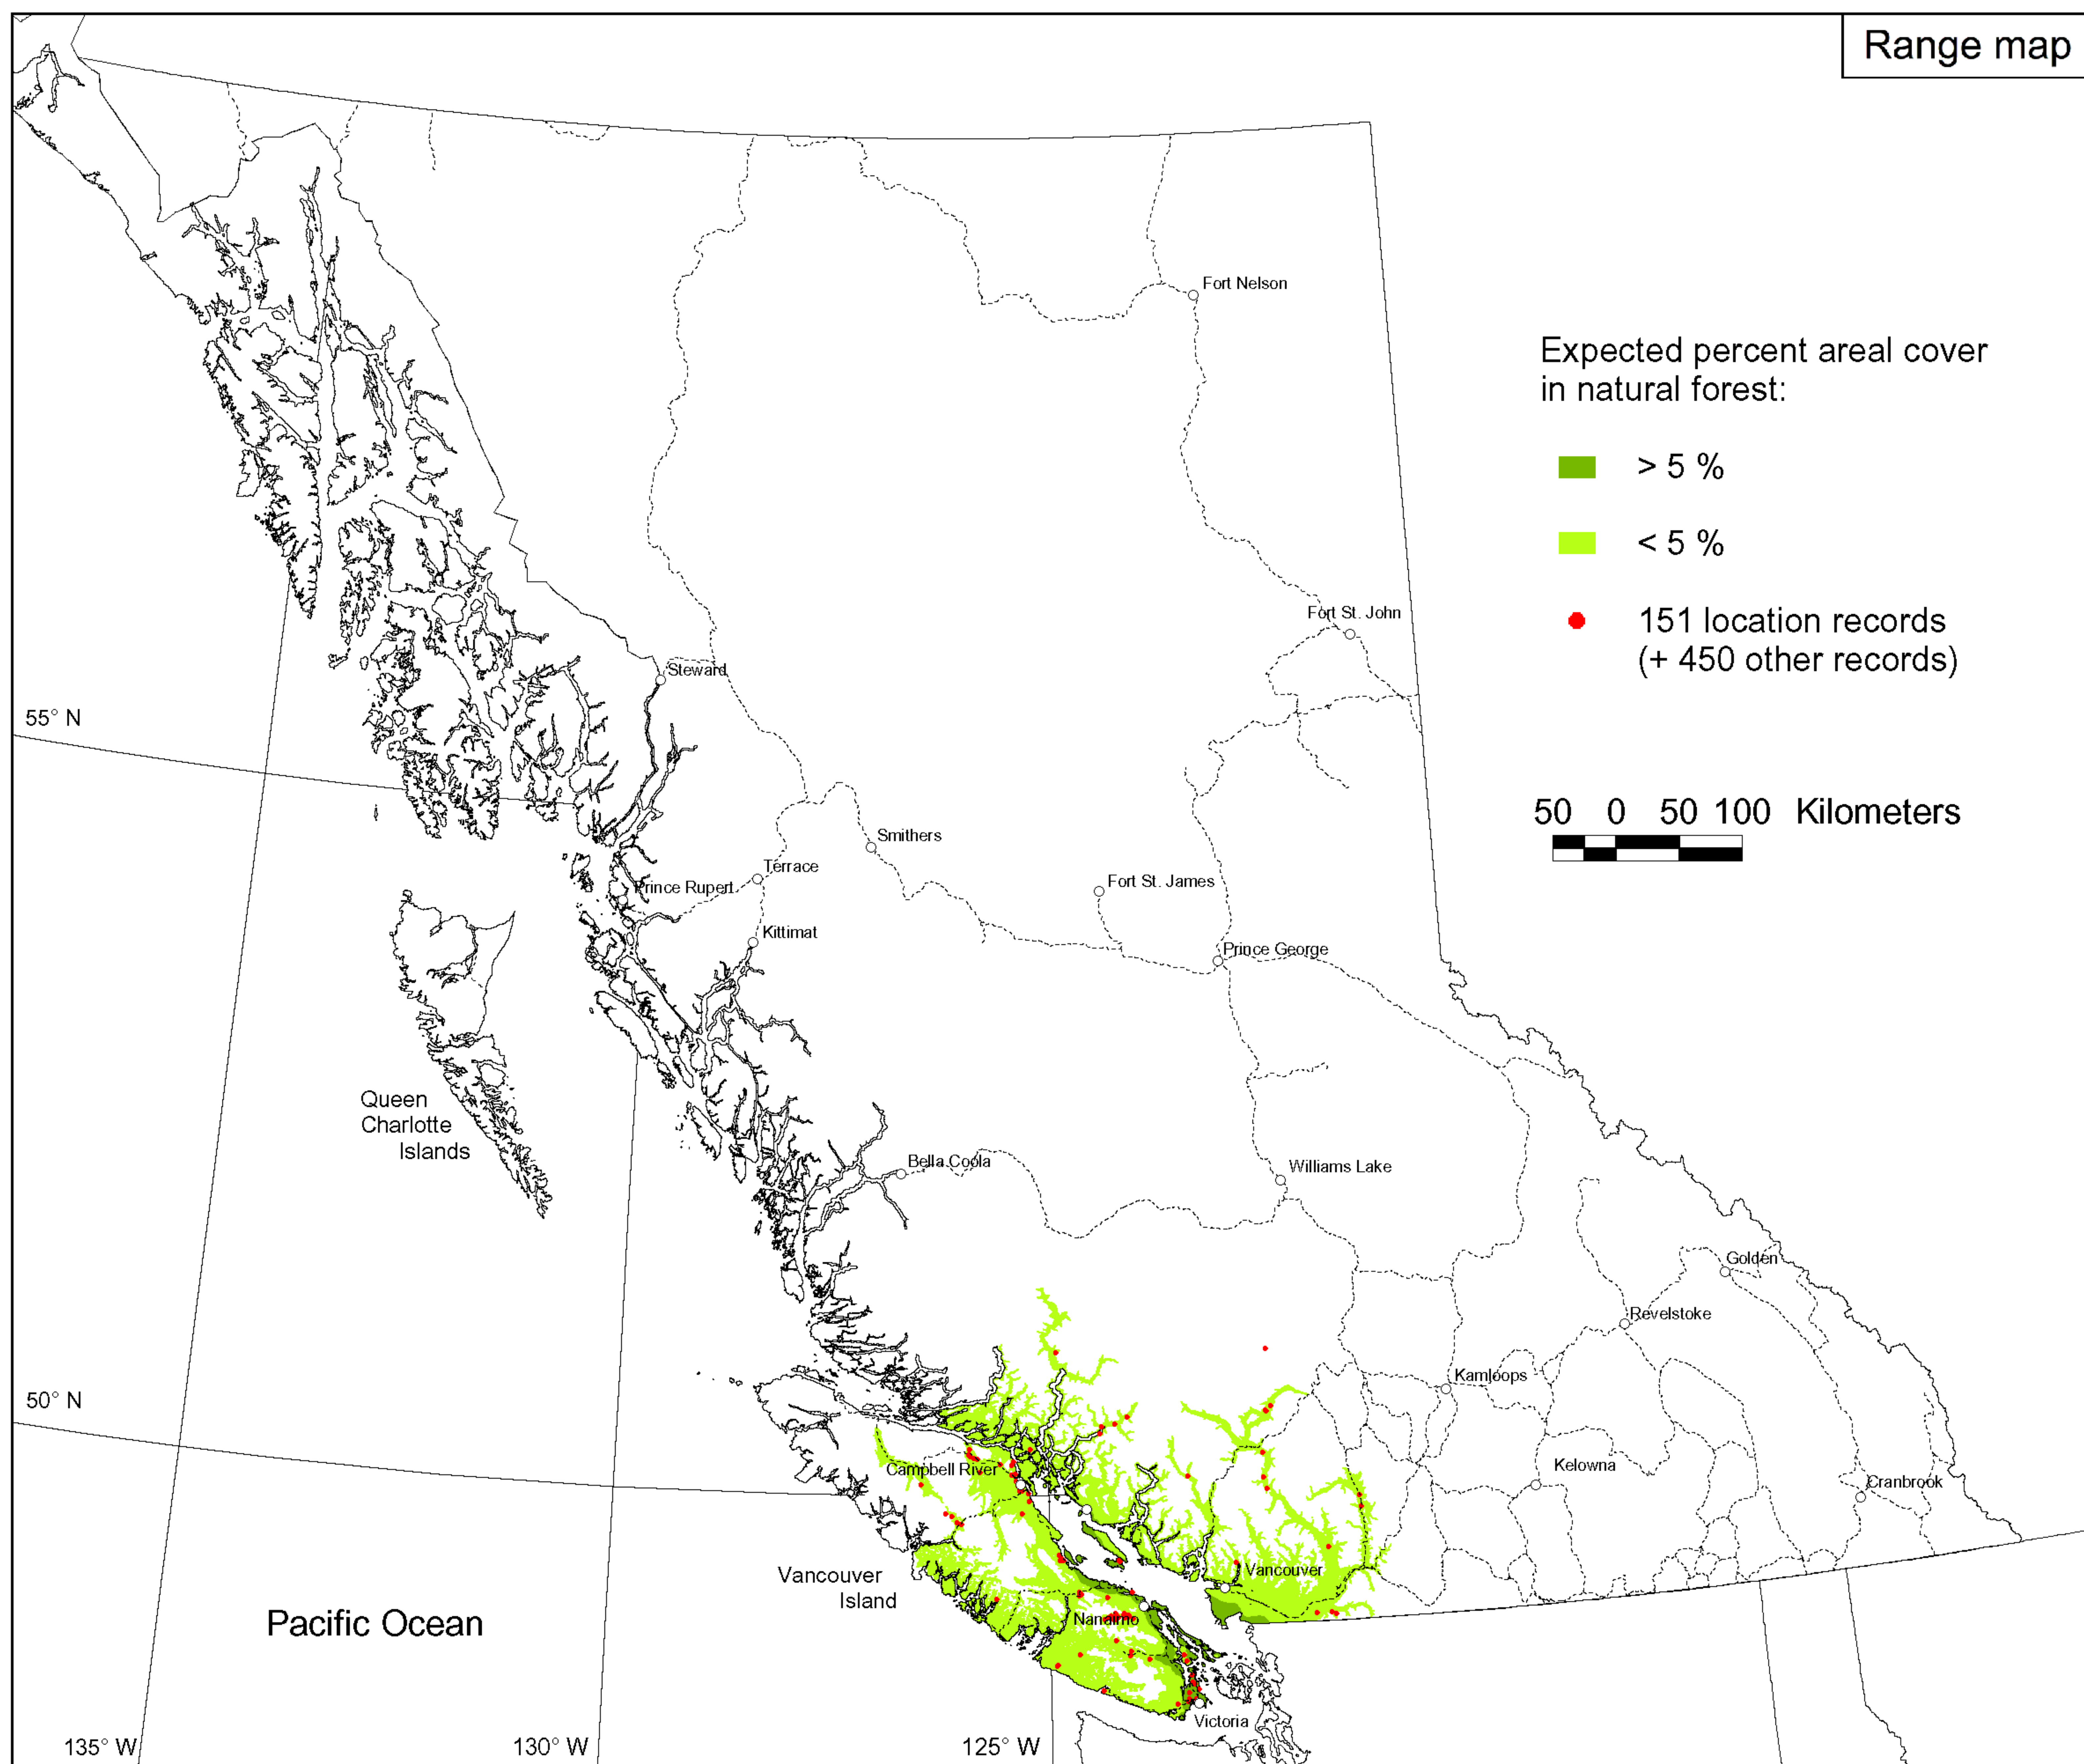 Range map
Fort Nelson
Expected percent areal cover
in natural forest:
> 5 %
< 5 %
151 location records
(+ 450 other records)
Fort St. John
Steward
55° N
50 0 50 100 Kilometers
Smithers
Terrace
Prince Rupert
Fort St. James
Kittimat
Prince George
Queen
Charlotte
Islands
Bella Coola
Williams Lake
Golden
Revelstoke
Kamloops
50° N
Campbell River
Kelowna
Cranbrook
Vancouver
Vancouver
Island
Pacific Ocean
Nanaimo
Victoria
135° W
130° W
125° W